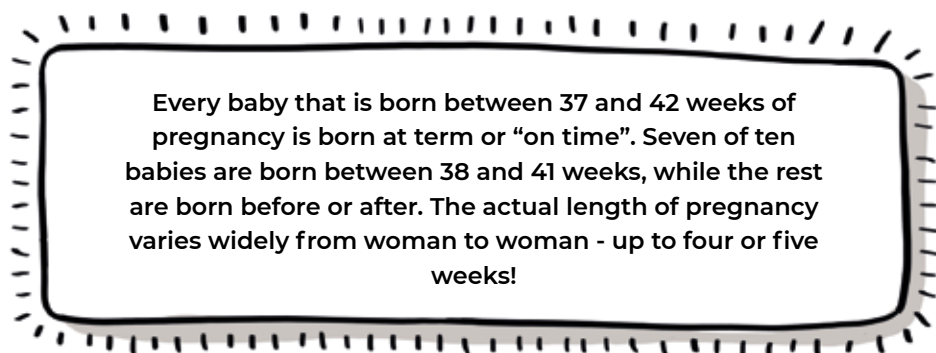 Every baby that is born between 37 and 42 weeks of
pregnancy is born at term or “on time”. Seven of ten
babies are born between 38 and 41 weeks, while the rest
are born before or after. The actual length of pregnancy
varies widely from woman to woman - up to four or five
weeks!